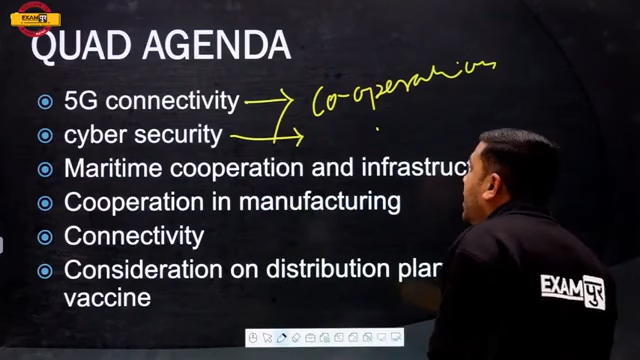 EXAM पुर
QUAD AGENDA
5G connectivity
co-operation
cyber security
Maritime cooperation and infrastruc
Cooperation in manufacturing
Connectivity
Consideration on distribution plan
vaccine
EXAM पुर